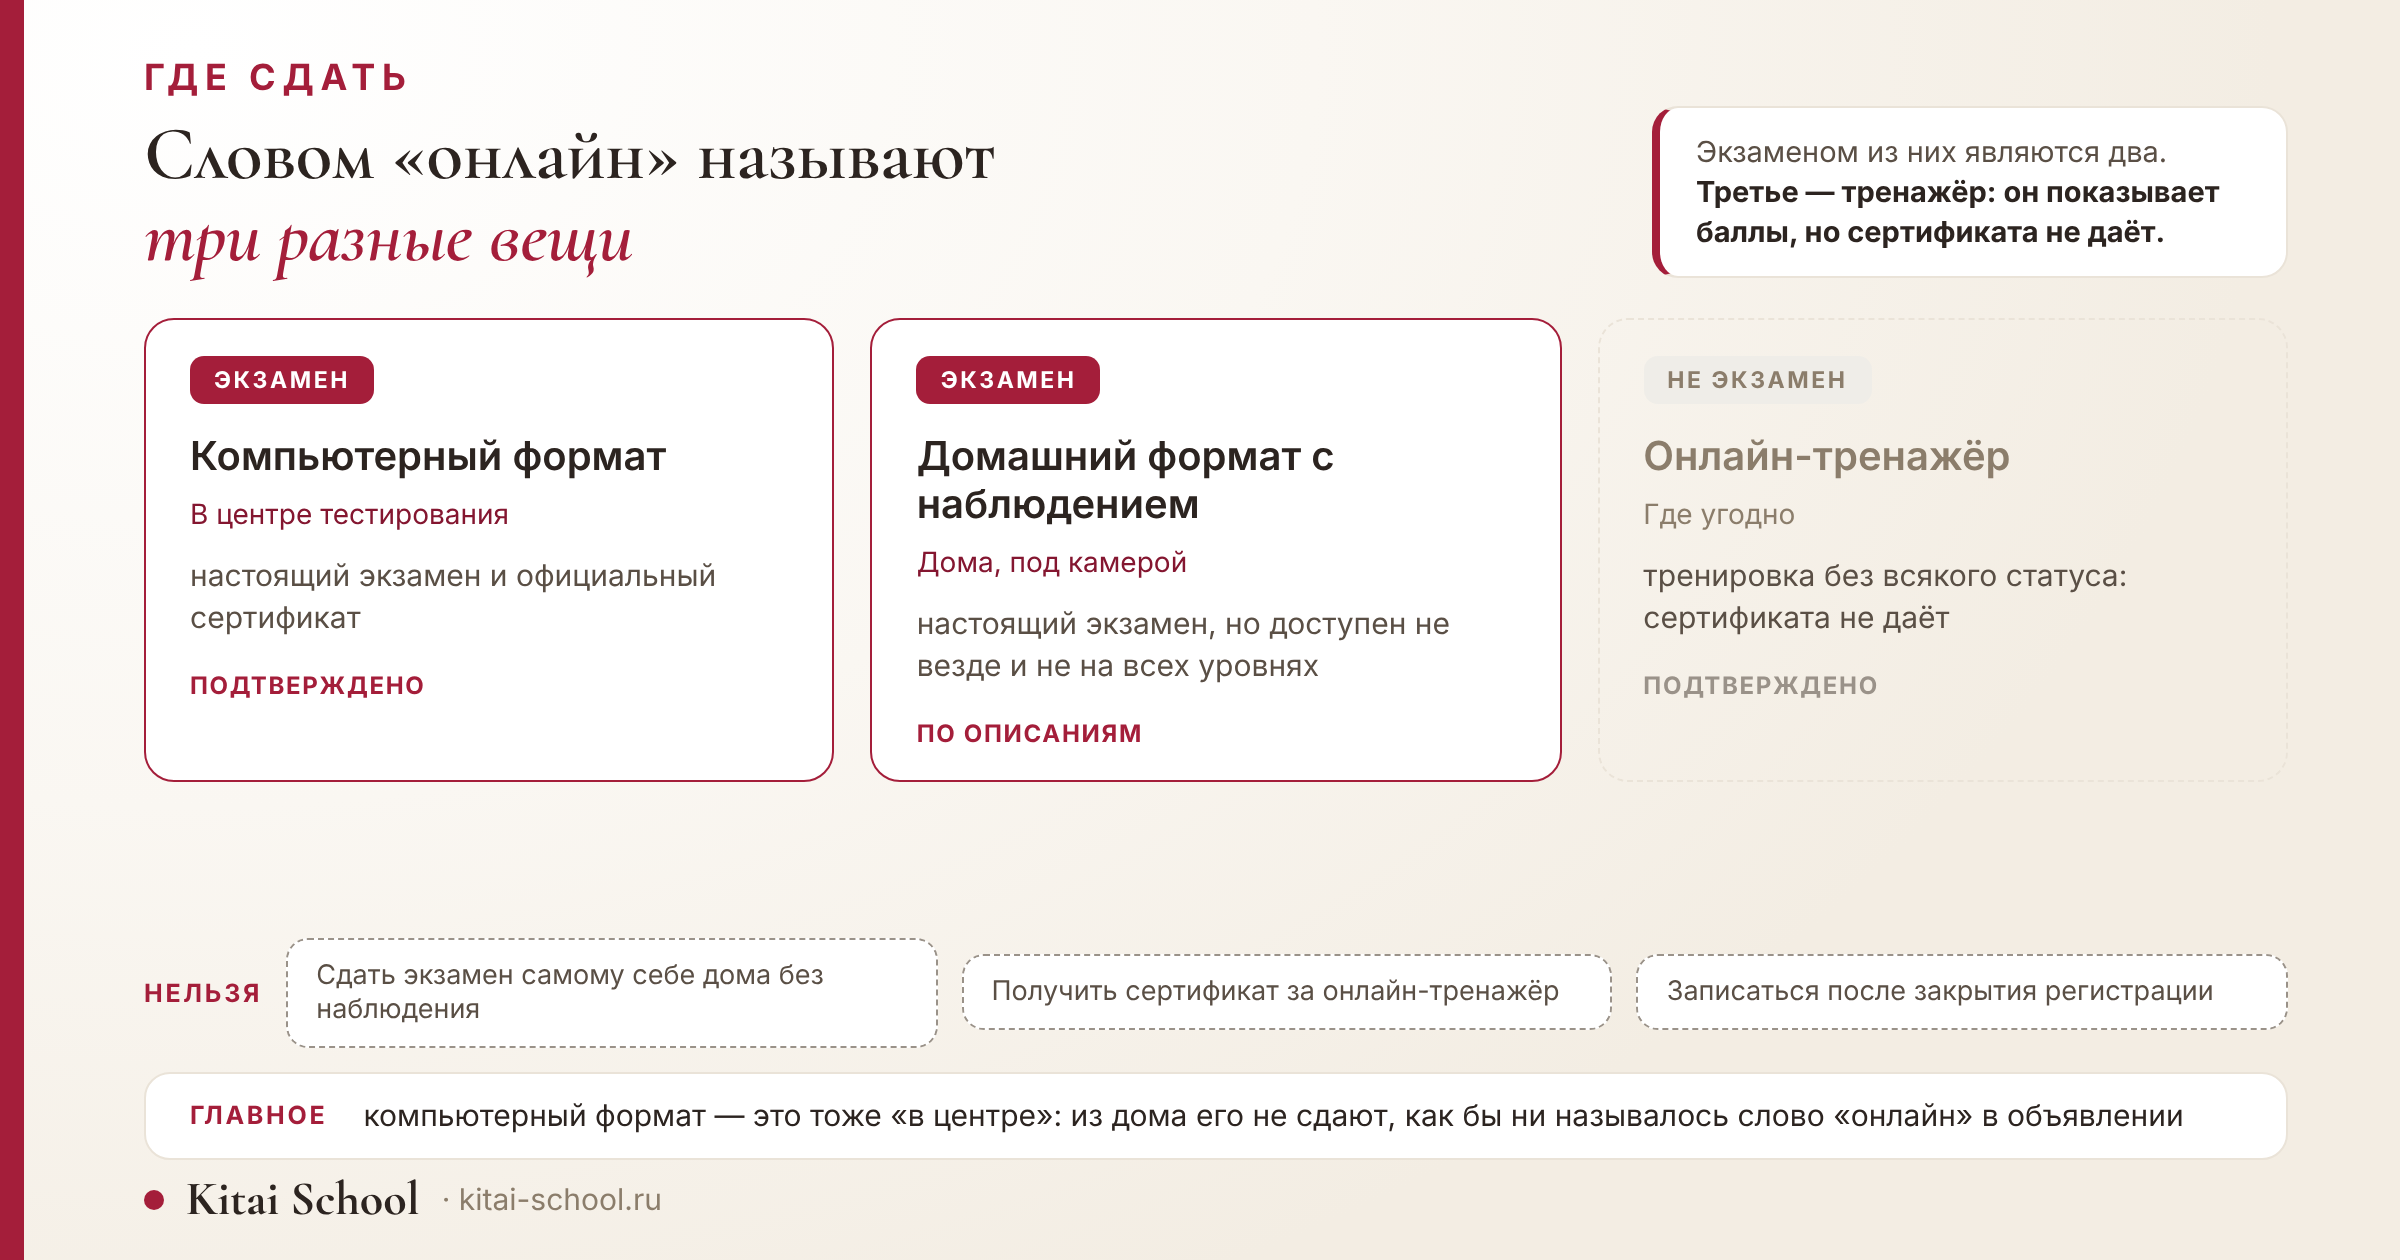 ГДЕ СДАТЬ
Словом «онлайн» называют
три разные вещи
Экзаменом из них являются два.
Третье — тренажёр: он показывает
баллы, но сертификата не даёт.
ЭКЗАМЕН
Компьютерный формат
В центре тестирования
настоящий экзамен и официальный
сертификат
ПОДТВЕРЖДЕНО
ЭКЗАМЕН
Домашний формат с
наблюдением
Дома, под камерой
настоящий экзамен, но доступен не
везде и не на всех уровнях
ПО ОПИСАНИЯМ
НЕ ЭКЗАМЕН
Онлайн-тренажёр
Где угодно
тренировка без всякого статуса:
сертификата не даёт
ПОДТВЕРЖДЕНО
НЕЛЬЗЯ
Сдать экзамен самому себе дома без
наблюдения
Получить сертификат за онлайн-тренажёр
Записаться после закрытия регистрации
ГЛАВНОЕ компьютерный формат — это тоже «в центре»: из дома его не сдают, как бы ни называлось слово «онлайн» в объявлении
Kitai School · kitai-school.ru